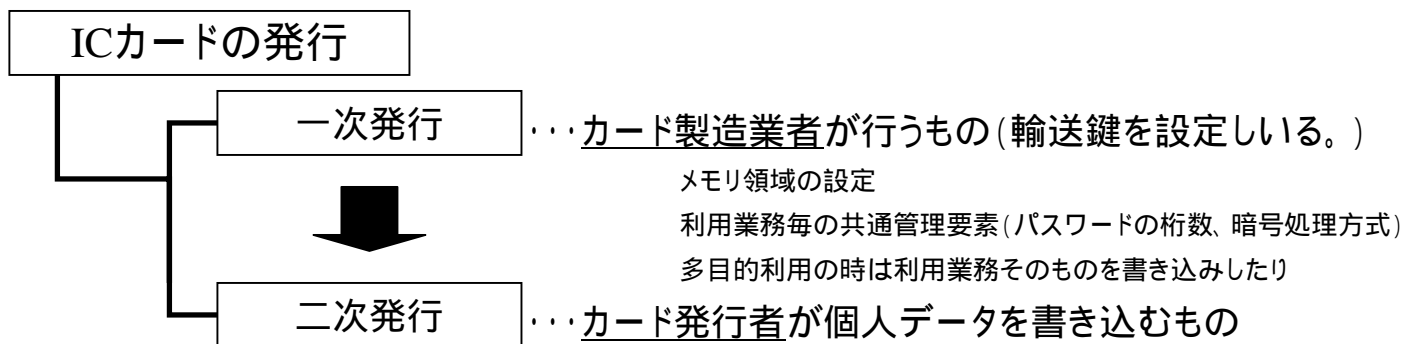 ICカードの発行
一次発行 ・・・カード製造業者が行うもの(輸送鍵を設定しいる。)
メモリ領域の設定
利用業務毎の共通管理要素(パスワードの桁数、暗号処理方式)
多目的利用の時は利用業務そのものを書き込みしたり
二次発行 ・・・カード発行者が個人データを書き込むもの